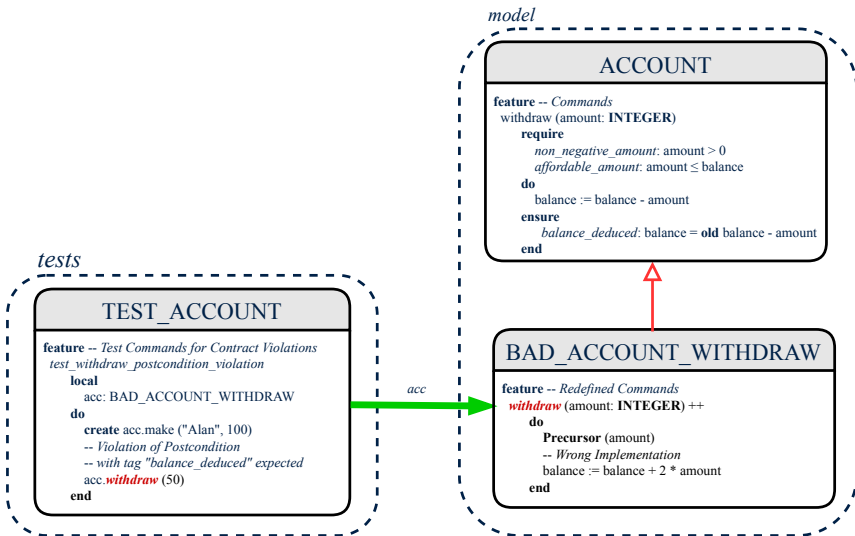 model
ACCOUNT
feature -- Commands
withdraw (amount: INTEGER)
require
non_negative_amount: amount > 0
affordable_amount: amount ≤ balance
do
balance := balance - amount
ensure
balance_deduced: balance = old balance - amount
end
tests
TEST_ACCOUNT
feature -- Test Commands for Contract Violations
test_withdraw_postcondition_violation
local
acc: BAD_ACCOUNT_WITHDRAW
do
create acc.make ("Alan", 100)
-- Violation of Postcondition
-- with tag "balance_deduced" expected
acc.withdraw (50)
end
acc
BAD_ACCOUNT_WITHDRAW
feature -- Redefined Commands
withdraw (amount: INTEGER) ++
do
Precursor (amount)
-- Wrong Implementation
balance := balance + 2 * amount
end